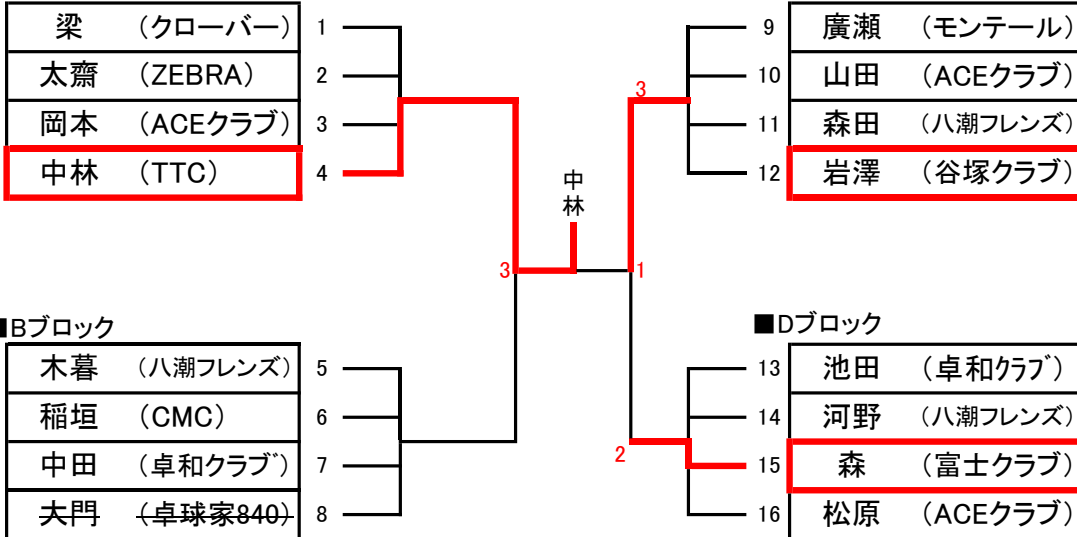 梁 (クローバー) 1
太齋 (ZEBRA) 2
岡本 (ACEクラブ) 3
中林 (TTC) 4
9 廣瀬 (モンテール)
10 山田 (ACEクラブ)
11 森田 (八潮フレンズ)
12 岩澤 (谷塚クラブ)
3
中林
3
1
■Bブロック
木暮 (八潮フレンズ) 5
稲垣 (CMC) 6
中田 (卓和クラブ) 7
大門 (卓球家840) 8
■Dブロック
13 池田 (卓和クラブ)
14 河野 (八潮フレンズ)
2
15 森 (富士クラブ)
16 松原 (ACEクラブ)